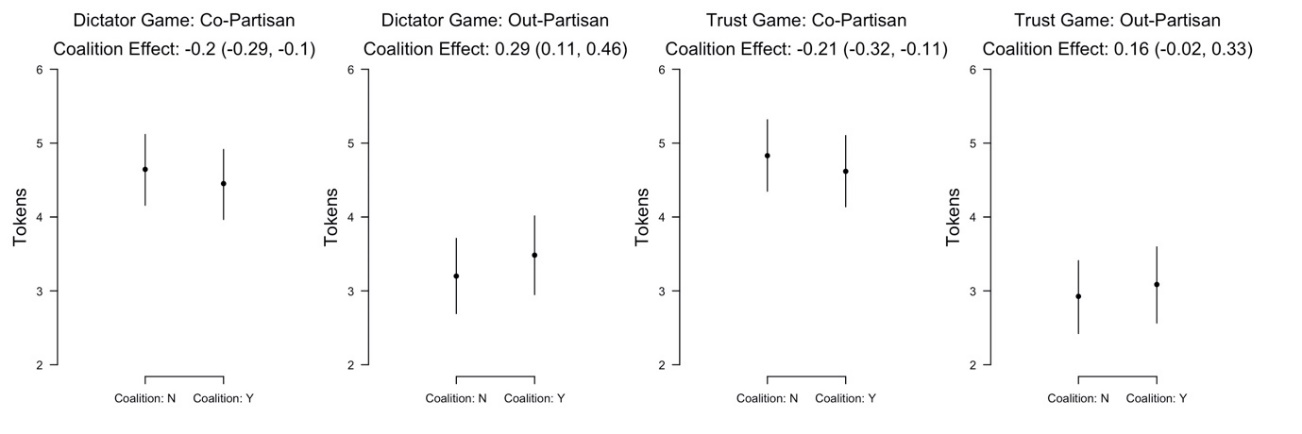 Dictator Game: Co-Partisan
Coalition Effect: -0.2 (-0.29, -0.1)
6
5
4
3
2
Tokens
Coalition: N
Coalition: Y
Dictator Game: Out-Partisan
Coalition Effect: 0.29 (0.11, 0.46)
6
5
4
3
2
Tokens
Coalition: N
Coalition: Y
Trust Game: Co-Partisan
Coalition Effect: -0.21 (-0.32, -0.11)
6
5
4
3
2
Tokens
Coalition: N
Coalition: Y
Trust Game: Out-Partisan
Coalition Effect: 0.16 (-0.02, 0.33)
6
5
4
3
2
Tokens
Coalition: N
Coalition: Y